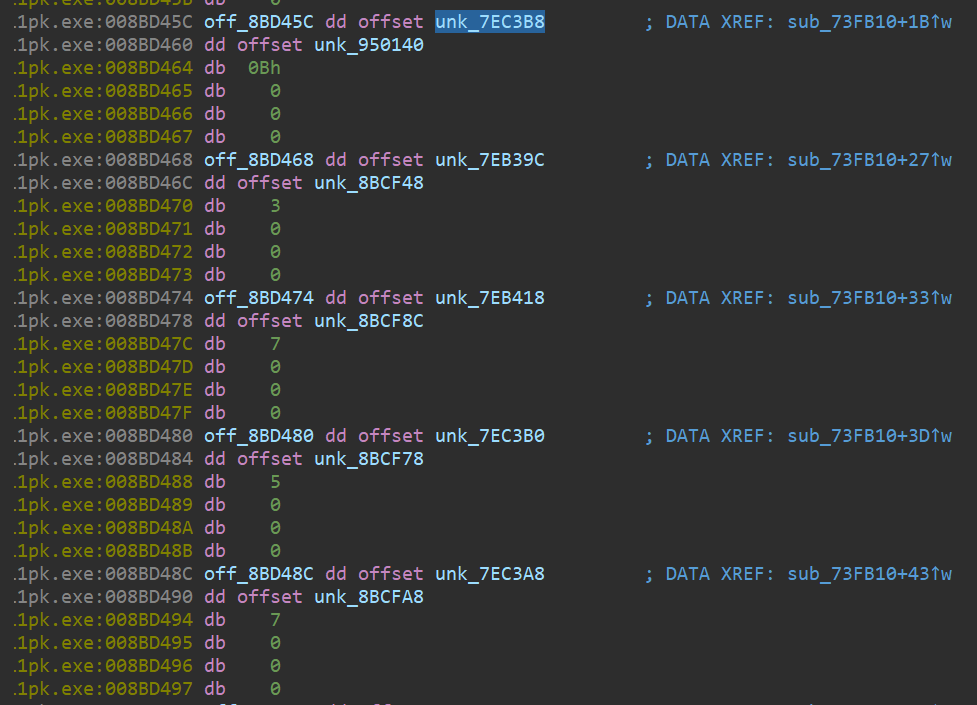 .1pk.exe:008BD45C off_8BD45C dd offset unk_7EC3B8 ; DATA XREF: sub_73FB10+1B↑w
.1pk.exe:008BD460 dd offset unk_950140
.1pk.exe:008BD464 db 0Bh
.1pk.exe:008BD465 db 0
.1pk.exe:008BD466 db 0
.1pk.exe:008BD467 db 0
.1pk.exe:008BD468 off_8BD468 dd offset unk_7EB39C ; DATA XREF: sub_73FB10+27↑w
.1pk.exe:008BD46C dd offset unk_8BCF48
.1pk.exe:008BD470 db 3
.1pk.exe:008BD471 db 0
.1pk.exe:008BD472 db 0
.1pk.exe:008BD473 db 0
.1pk.exe:008BD474 off_8BD474 dd offset unk_7EB418 ; DATA XREF: sub_73FB10+33↑w
.1pk.exe:008BD478 dd offset unk_8BCF8C
.1pk.exe:008BD47C db 7
.1pk.exe:008BD47D db 0
.1pk.exe:008BD47E db 0
.1pk.exe:008BD47F db 0
.1pk.exe:008BD480 off_8BD480 dd offset unk_7EC3B0 ; DATA XREF: sub_73FB10+3D↑w
.1pk.exe:008BD484 dd offset unk_8BCF78
.1pk.exe:008BD488 db 5
.1pk.exe:008BD489 db 0
.1pk.exe:008BD48A db 0
.1pk.exe:008BD48B db 0
.1pk.exe:008BD48C off_8BD48C dd offset unk_7EC3A8 ; DATA XREF: sub_73FB10+43↑w
.1pk.exe:008BD490 dd offset unk_8BCFA8
.1pk.exe:008BD494 db 7
.1pk.exe:008BD495 db 0
.1pk.exe:008BD496 db 0
.1pk.exe:008BD497 db 0